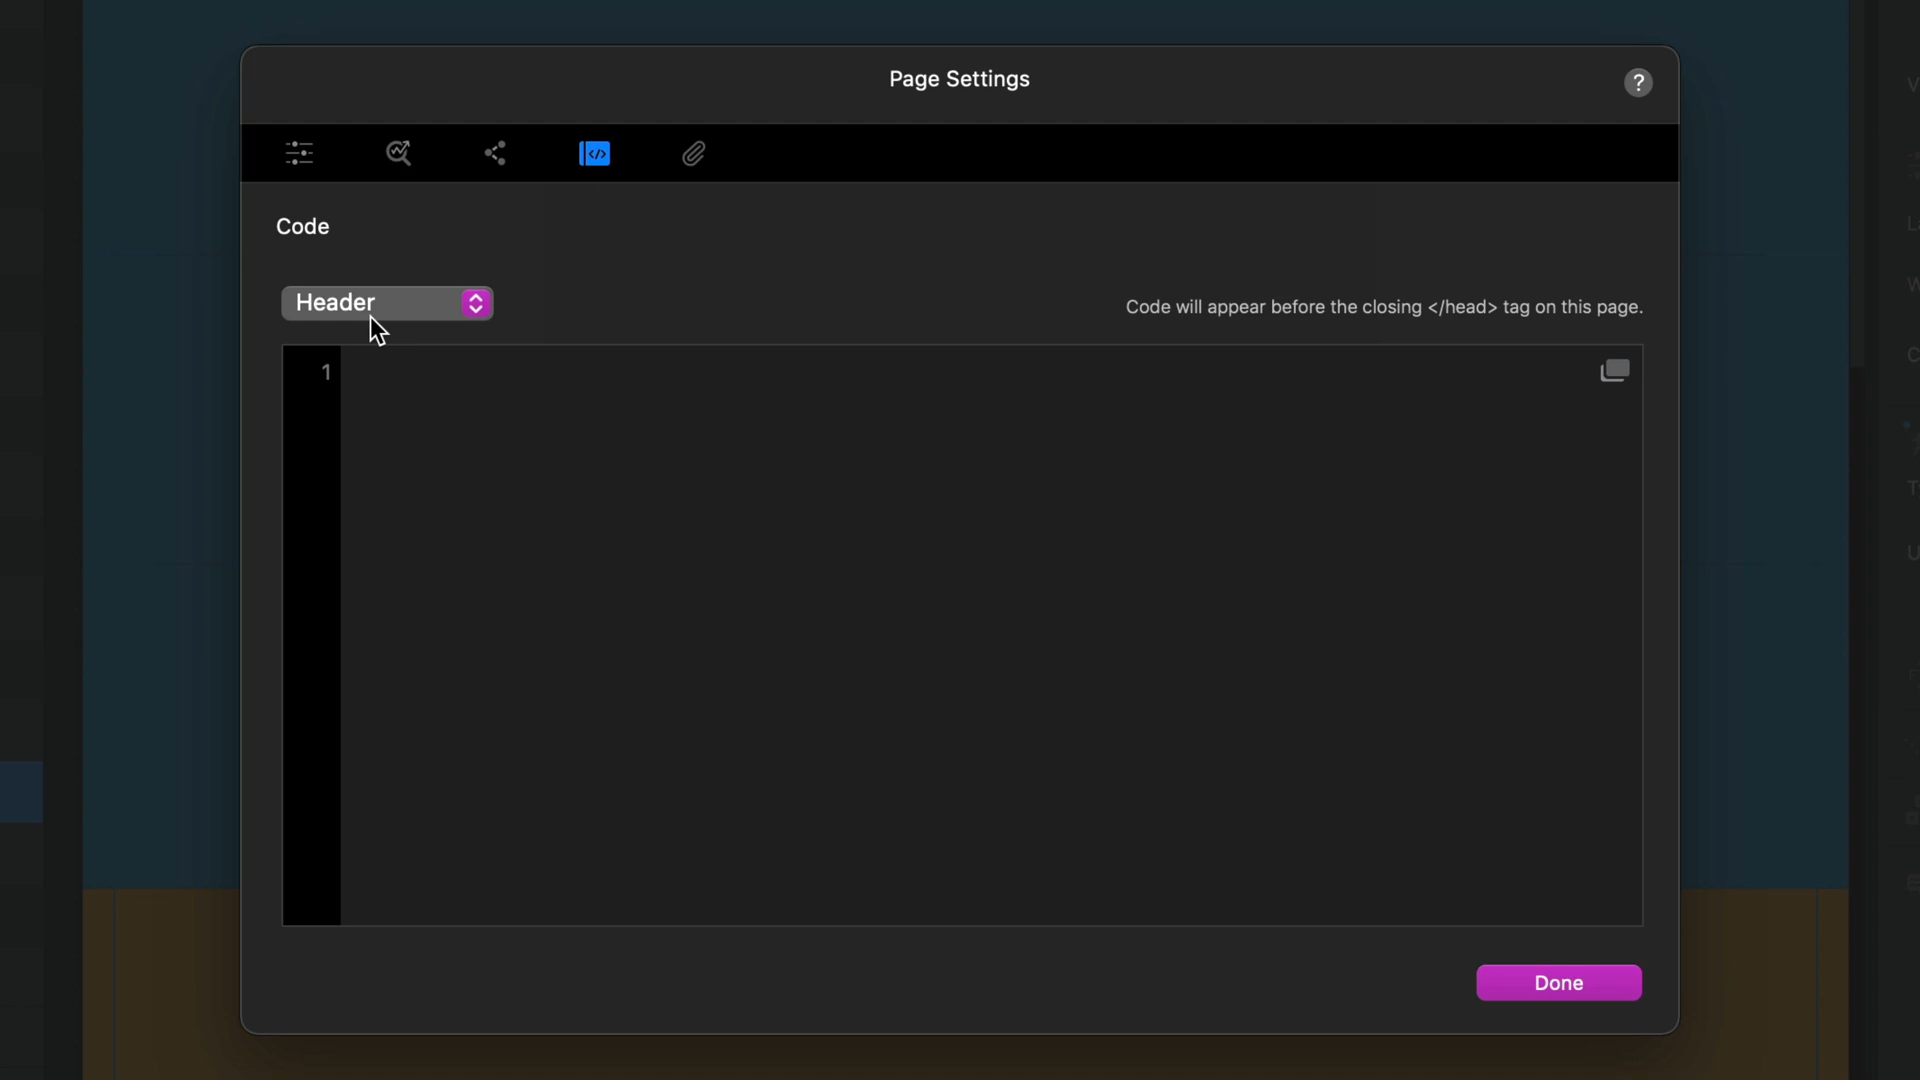 Page Settings
?
Code
Header
Code will appear before the closing </head> tag on this page.
1
Done